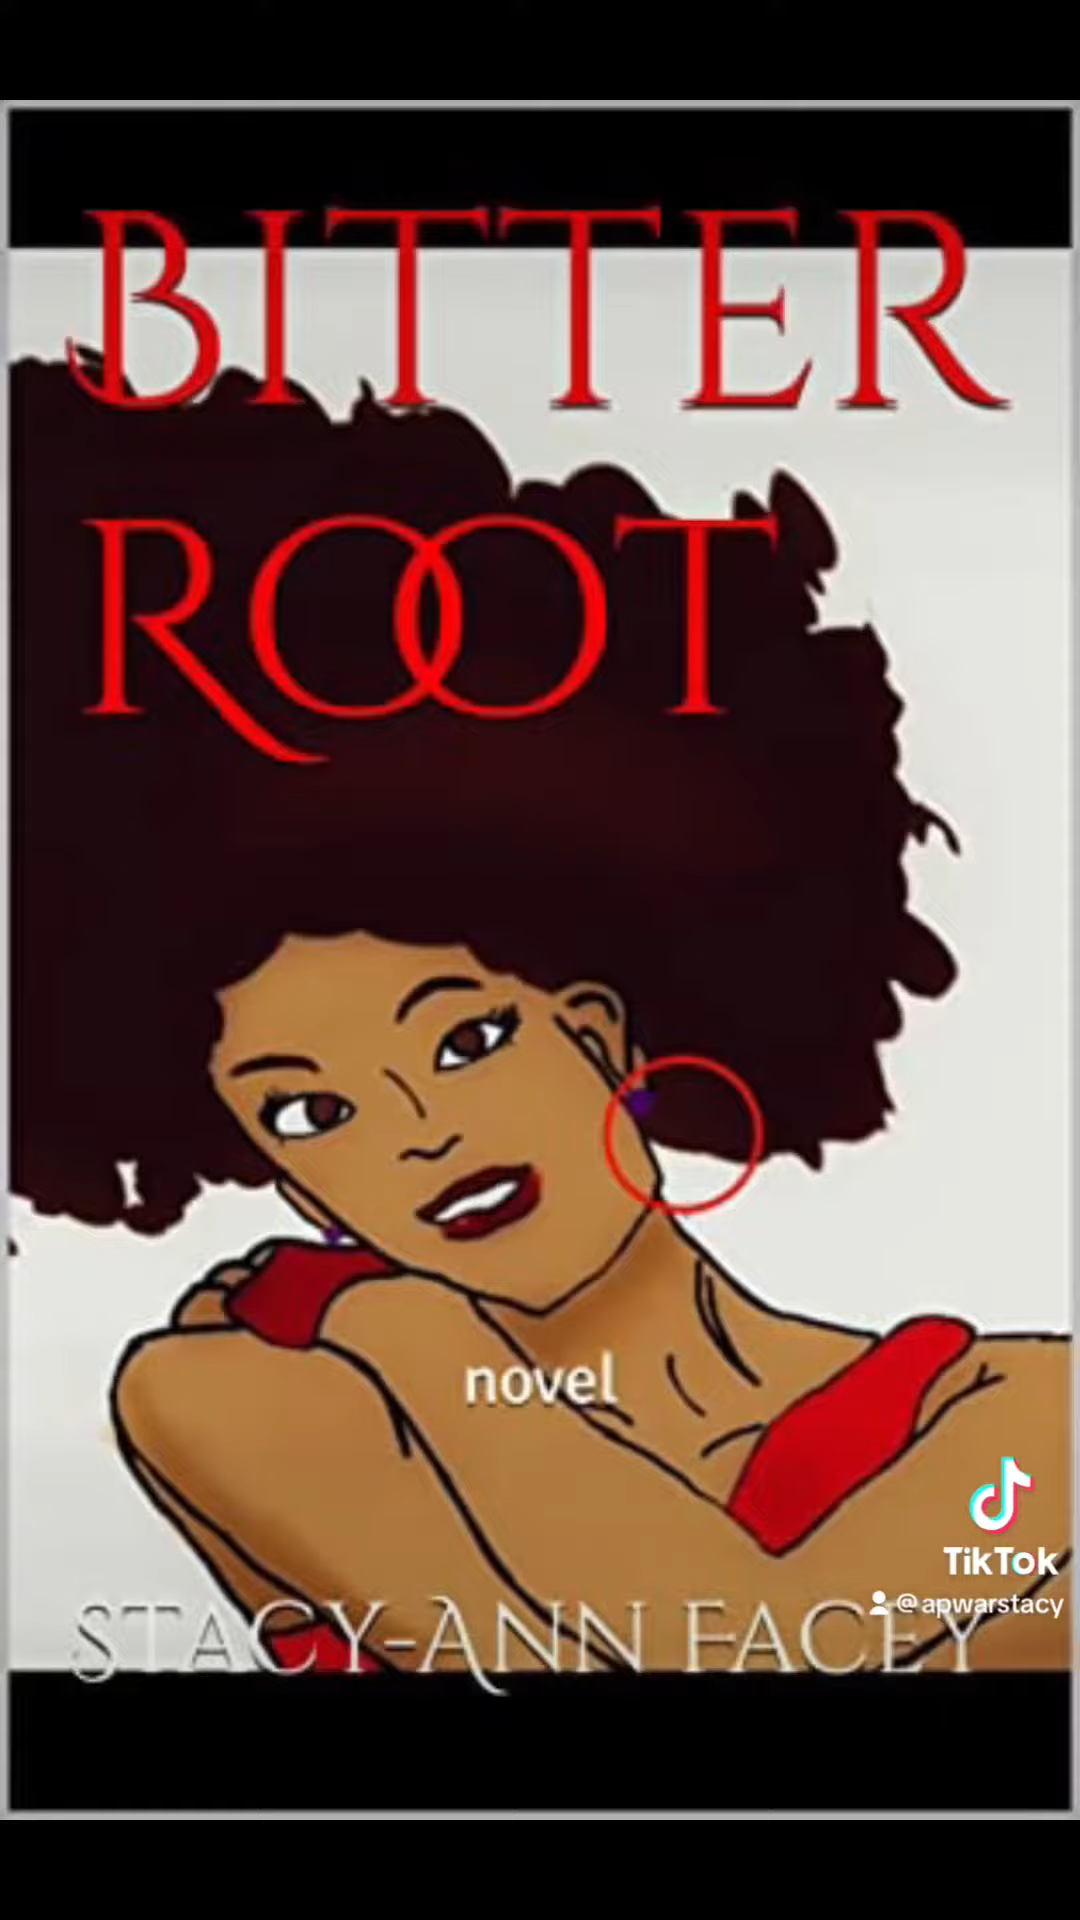 BITTER
ROOT
novel
TikTok
@apwarstacy
STACY-ANN FACEY